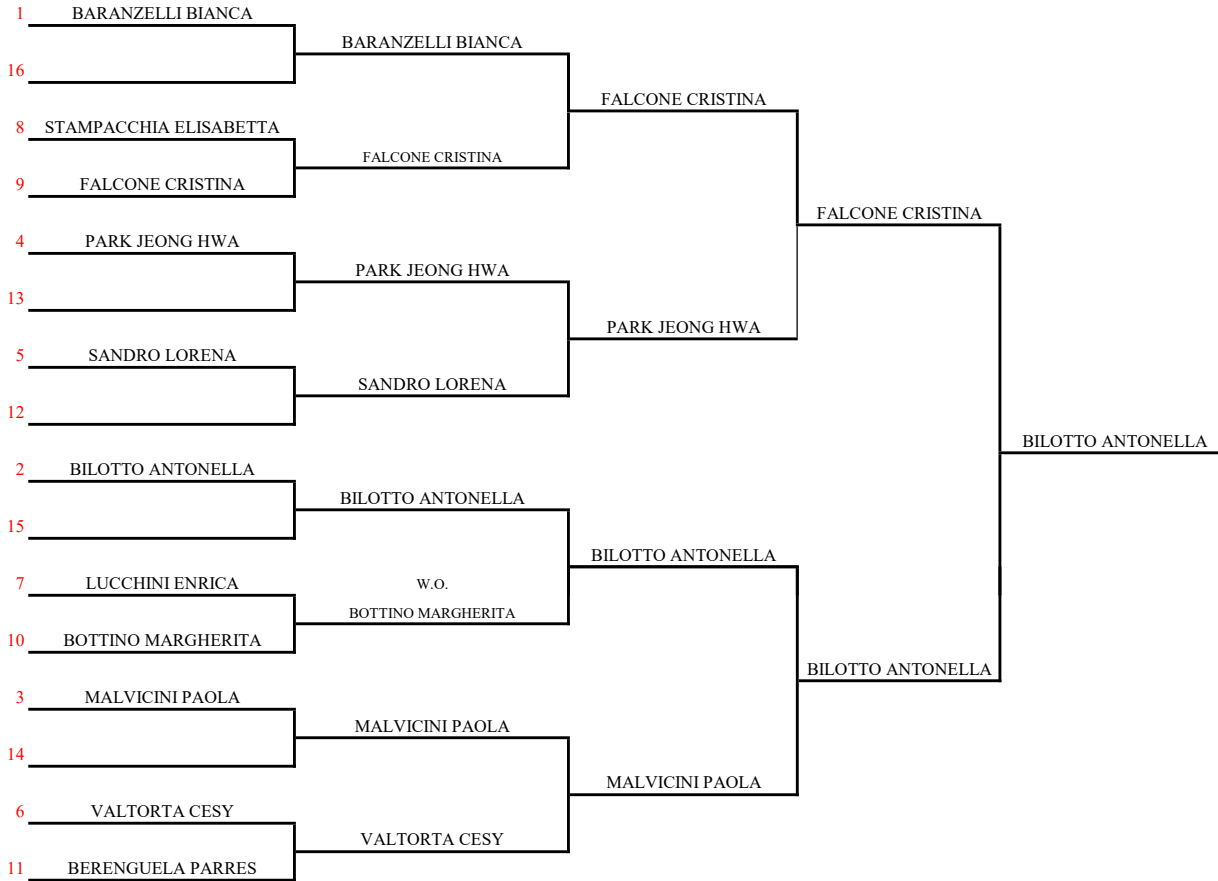 1 BARANZELLI BIANCA
BARANZELLI BIANCA
16
FALCONE CRISTINA
8 STAMPACCHIA ELISABETTA
FALCONE CRISTINA
9 FALCONE CRISTINA
FALCONE CRISTINA
4 PARK JEONG HWA
PARK JEONG HWA
13
PARK JEONG HWA
5 SANDRO LORENA
SANDRO LORENA
12
BILOTTO ANTONELLA
2 BILOTTO ANTONELLA
BILOTTO ANTONELLA
15
BILOTTO ANTONELLA
7 LUCCHINI ENRICA
W.O.
BOTTINO MARGHERITA
10 BOTTINO MARGHERITA
BILOTTO ANTONELLA
3 MALVICINI PAOLA
MALVICINI PAOLA
14
MALVICINI PAOLA
6 VALTORTA CESY
VALTORTA CESY
11 BERENGUELA PARRES